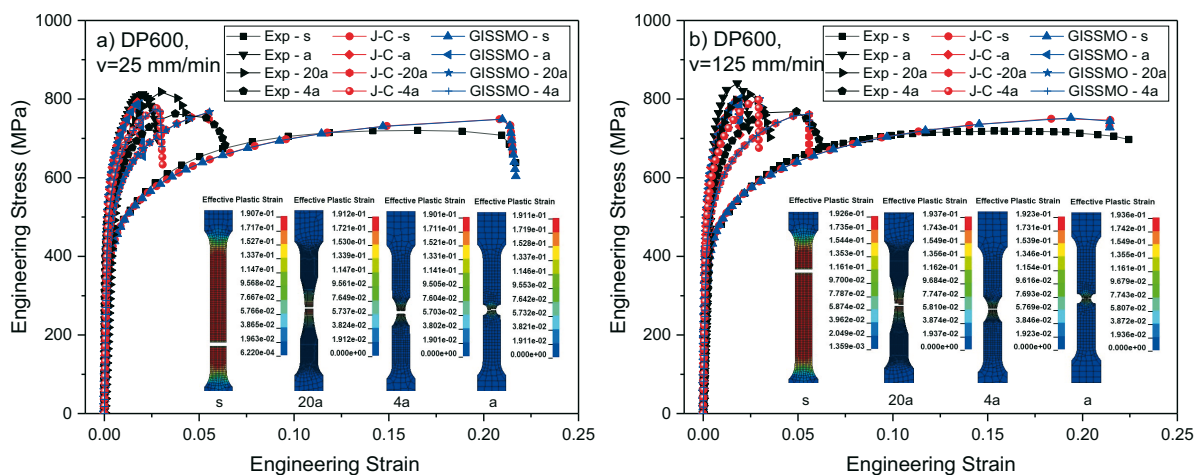 a) DP600,
v=25 mm/min
Exp - s
J-C -s
GISSMO - s
Exp - a
J-C -a
GISSMO - a
Exp - 20a
J-C -20a
GISSMO - 20a
Exp - 4a
J-C -4a
GISSMO - 4a
Engineering Stress (MPa)
1000
800
600
400
200
0
Effective Plastic Strain
1.907e-01
1.717e-01
1.527e-01
1.337e-01
1.147e-01
9.568e-02
7.667e-02
5.766e-02
3.865e-02
1.963e-02
6.220e-04
s
Effective Plastic Strain
1.912e-01
1.721e-01
1.530e-01
1.339e-01
1.147e-01
9.561e-02
7.649e-02
5.737e-02
3.824e-02
1.912e-02
0.000e+00
20a
Effective Plastic Strain
1.901e-01
1.711e-01
1.521e-01
1.331e-01
1.141e-01
9.505e-02
7.604e-02
5.703e-02
3.802e-02
1.901e-02
0.000e+00
4a
Effective Plastic Strain
1.911e-01
1.719e-01
1.528e-01
1.337e-01
1.146e-01
9.553e-02
7.642e-02
5.732e-02
3.821e-02
1.911e-02
0.000e+00
a
0.00 0.05 0.10 0.15 0.20 0.25
Engineering Strain
b) DP600,
v=125 mm/min
Exp - s
J-C -s
GISSMO - s
Exp - a
J-C -a
GISSMO - a
Exp - 20a
J-C -20a
GISSMO - 20a
Exp - 4a
J-C -4a
GISSMO - 4a
Engineering Stress (MPa)
1000
800
600
400
200
0
Effective Plastic Strain
1.926e-01
1.735e-01
1.544e-01
1.353e-01
1.161e-01
9.700e-02
7.787e-02
5.874e-02
3.962e-02
2.049e-02
1.359e-03
s
Effective Plastic Strain
1.937e-01
1.743e-01
1.549e-01
1.356e-01
1.162e-01
9.684e-02
7.747e-02
5.810e-02
3.874e-02
1.937e-02
0.000e+00
20a
Effective Plastic Strain
1.923e-01
1.731e-01
1.539e-01
1.346e-01
1.154e-01
9.616e-02
7.693e-02
5.769e-02
3.846e-02
1.923e-02
0.000e+00
4a
Effective Plastic Strain
1.936e-01
1.742e-01
1.549e-01
1.355e-01
1.161e-01
9.679e-02
7.743e-02
5.807e-02
3.872e-02
1.936e-02
0.000e+00
a
0.00 0.05 0.10 0.15 0.20 0.25
Engineering Strain